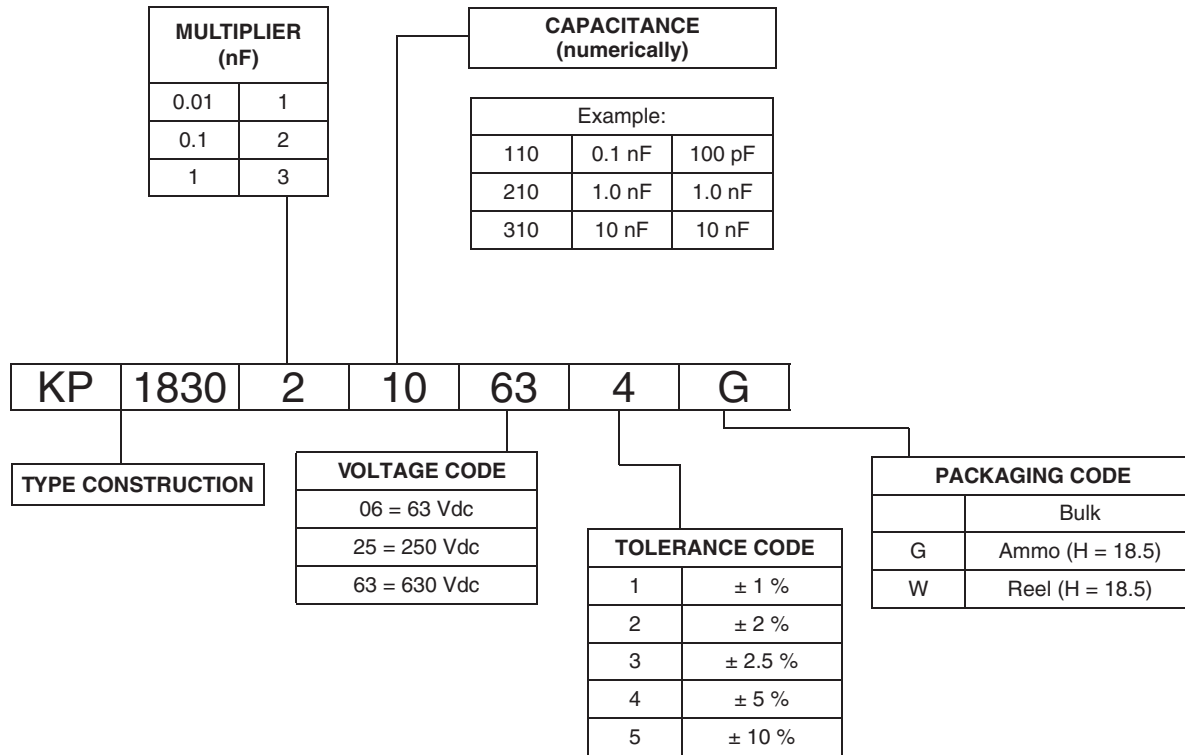 MULTIPLIER
(nF)
0.01 1
0.1 2
1 3
CAPACITANCE
(numerically)
Example:
110 0.1 nF 100 pF
210 1.0 nF 1.0 nF
310 10 nF 10 nF
KP 1830 2 10 63 4 G
TYPE CONSTRUCTION
VOLTAGE CODE
06 = 63 Vdc
25 = 250 Vdc
63 = 630 Vdc
TOLERANCE CODE
1 ± 1 %
2 ± 2 %
3 ± 2.5 %
4 ± 5 %
5 ± 10 %
PACKAGING CODE
Bulk
G Ammo (H = 18.5)
W Reel (H = 18.5)